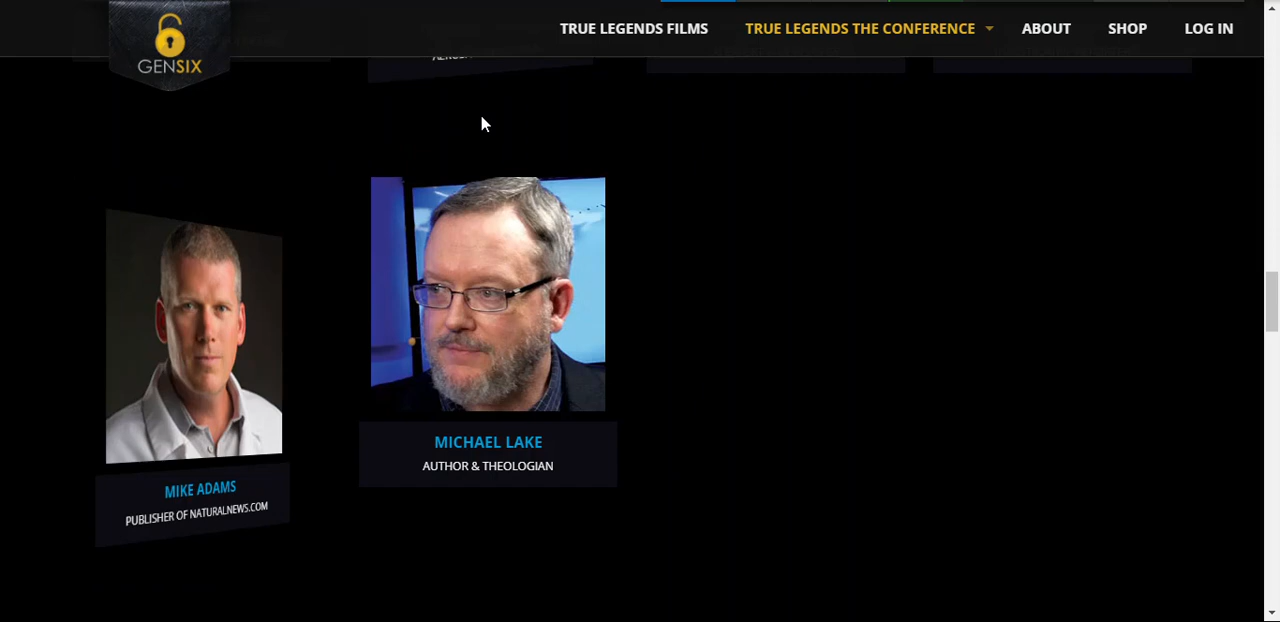 GENSIX
TRUE LEGENDS FILMS
TRUE LEGENDS THE CONFERENCE
ABOUT
SHOP
LOG IN
MICHAEL LAKE
AUTHOR & THEOLOGIAN
MIKE ADAMS
PUBLISHER OF NATURALNEWS.COM